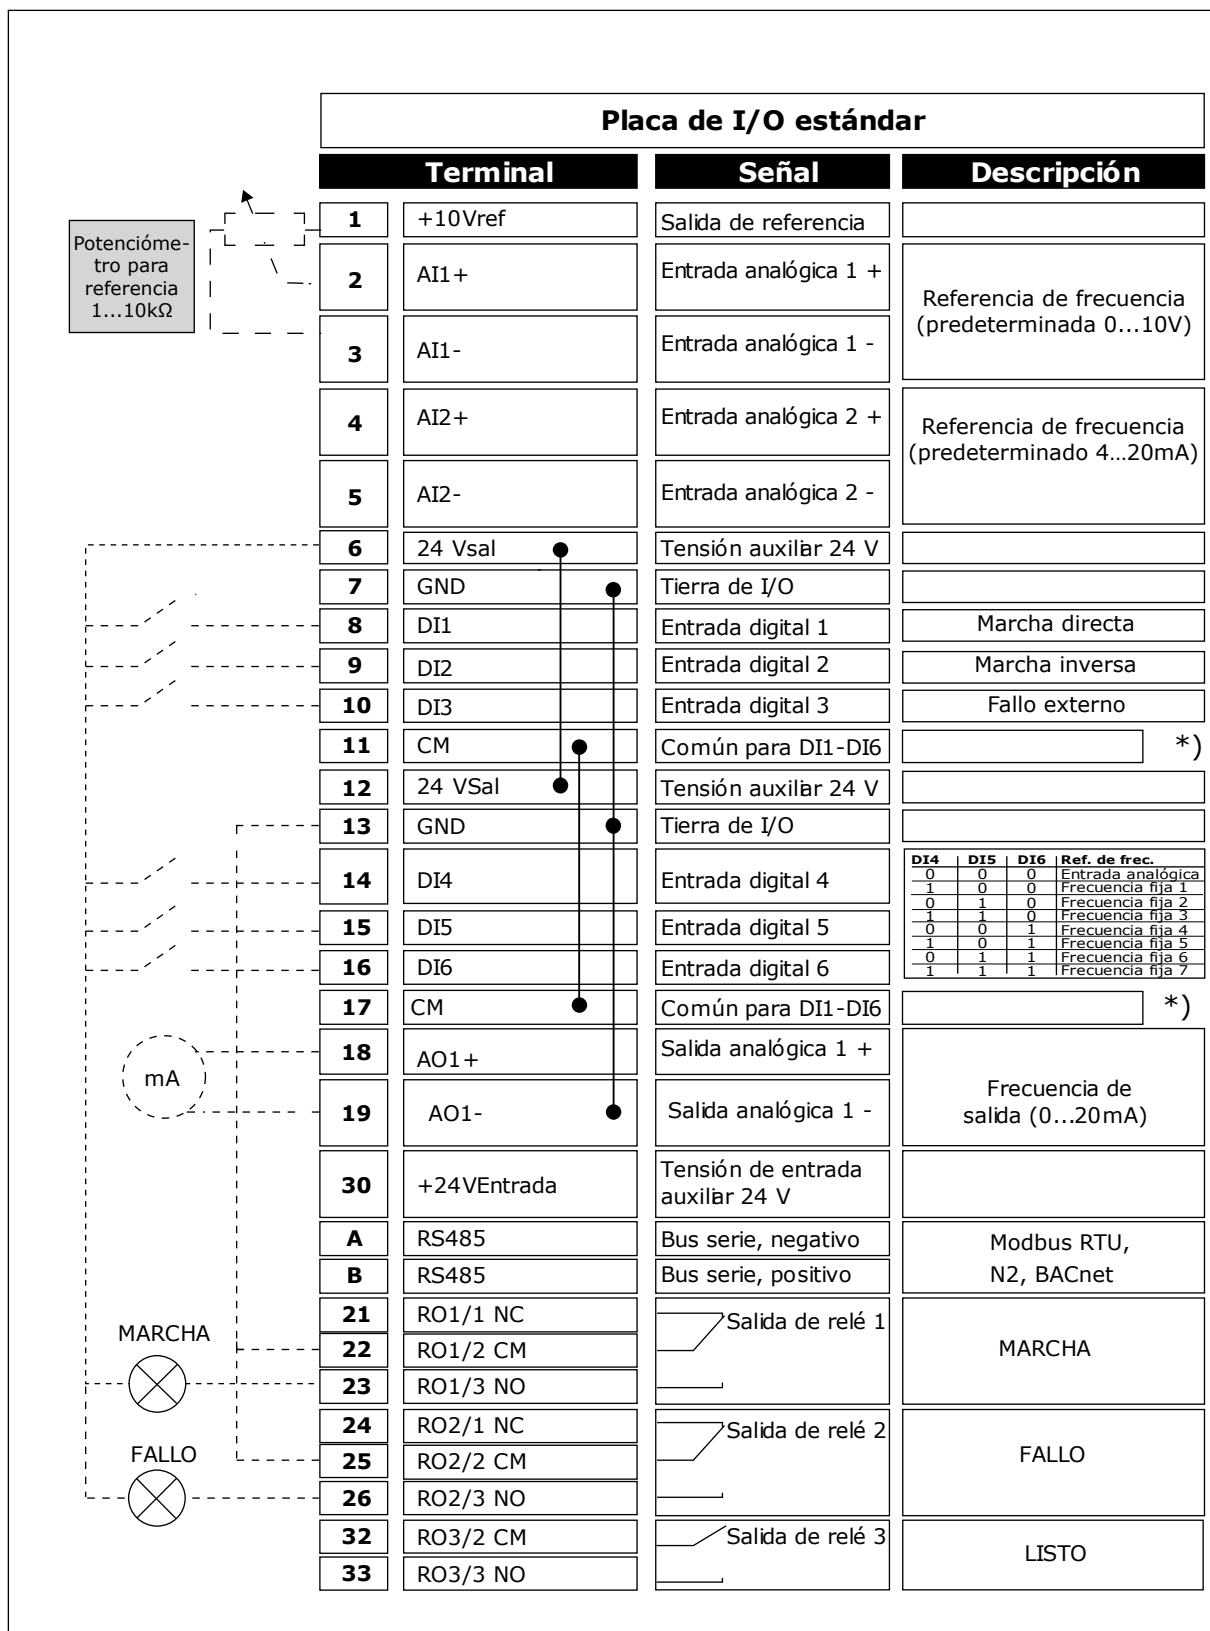 Placa de I/O estándar
Terminal Señal Descripción
Potencióme-
tro para
referencia
1...10kΩ
1 +10Vref Salida de referencia
2 AI1+ Entrada analógica 1 +
Referencia de frecuencia
(predeterminada 0...10V)
3 AI1- Entrada analógica 1 -
4 AI2+ Entrada analógica 2 +
Referencia de frecuencia
(predeterminado 4...20mA)
5 AI2- Entrada analógica 2 -
6 24 Vsal Tensión auxiliar 24 V
7 GND Tierra de I/O
8 DI1 Entrada digital 1 Marcha directa
9 DI2 Entrada digital 2 Marcha inversa
10 DI3 Entrada digital 3 Fallo externo
11 CM Común para DI1-DI6 *)
12 24 VSal Tensión auxiliar 24 V
13 GND Tierra de I/O
14 DI4 Entrada digital 4
DI4 DI5 DI6 Ref. de frec.
0 0 0 Entrada analógica
1 0 0 Frecuencia fija 1
0 1 0 Frecuencia fija 2
1 1 0 Frecuencia fija 3
0 0 1 Frecuencia fija 4
1 0 1 Frecuencia fija 5
0 1 1 Frecuencia fija 6
1 1 1 Frecuencia fija 7
15 DI5 Entrada digital 5
16 DI6 Entrada digital 6
17 CM Común para DI1-DI6 *)
18 AO1+ Salida analógica 1 +
mA
Frecuencia de
salida (0...20mA)
19 AO1- Salida analógica 1 -
30 +24VEntrada Tensión de entrada
auxiliar 24 V
A RS485 Bus serie, negativo
Modbus RTU,
N2, BACnet
B RS485 Bus serie, positivo
21 RO1/1 NC Salida de relé 1
MARCHA
22 RO1/2 CM MARCHA
23 RO1/3 NO
24 RO2/1 NC Salida de relé 2
FALLO
25 RO2/2 CM FALLO
26 RO2/3 NO
32 RO3/2 CM Salida de relé 3
LISTO
33 RO3/3 NO